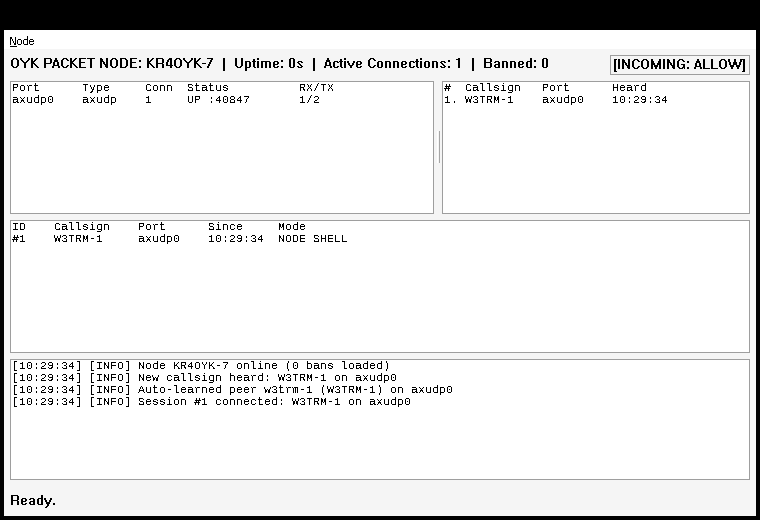 Node
OYK PACKET NODE: KR4OYK-7 | Uptime: 0s | Active Connections: 1 | Banned: 0 [INCOMING: ALLOW]
Port Type Conn Status RX/TX
axudp0 axudp 1 UP :40847 1/2
# Callsign Port Heard
1. W3TRM-1 axudp0 10:29:34
ID Callsign Port Since Mode
#1 W3TRM-1 axudp0 10:29:34 NODE SHELL
[10:29:34] [INFO] Node KR4OYK-7 online (0 bans loaded)
[10:29:34] [INFO] New callsign heard: W3TRM-1 on axudp0
[10:29:34] [INFO] Auto-learned peer w3trm-1 (W3TRM-1) on axudp0
[10:29:34] [INFO] Session #1 connected: W3TRM-1 on axudp0
Ready.